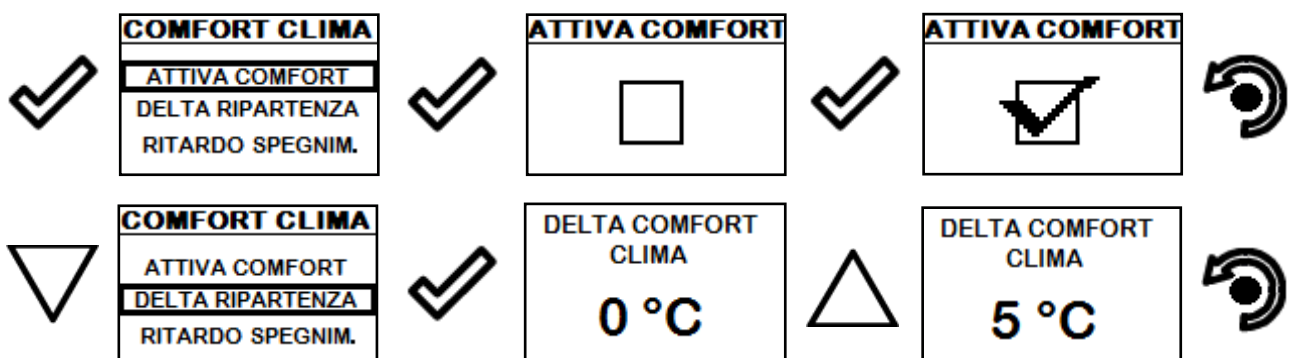 COMFORT CLIMA
ATTIVA COMFORT
DELTA RIPARTENZA
RITARDO SPEGNIM.
ATTIVA COMFORT
ATTIVA COMFORT
COMFORT CLIMA
ATTIVA COMFORT
DELTA RIPARTENZA
RITARDO SPEGNIM.
DELTA COMFORT
CLIMA
0 °C
DELTA COMFORT
CLIMA
5 °C